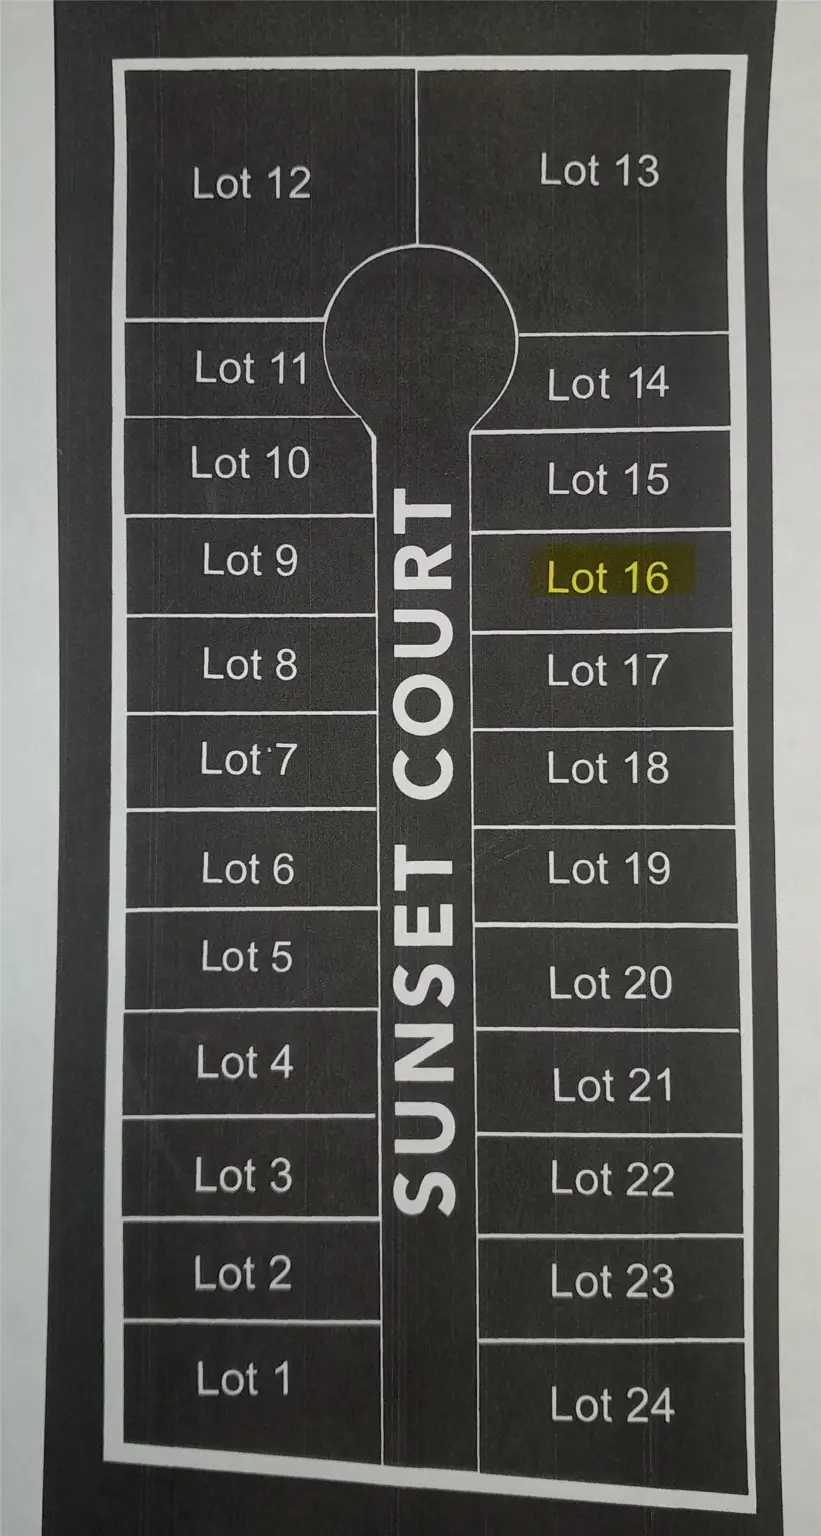 Lot 12
Lot 13
Lot 11
Lot 14
Lot 10
Lot 15
Lot 9
Lot 16
Lot 8
Lot 17
Lot 7
Lot 18
Lot 6
Lot 19
Lot 5
Lot 20
Lot 4
Lot 21
Lot 3
Lot 22
Lot 2
Lot 23
Lot 1
Lot 24
SUNSET COURT